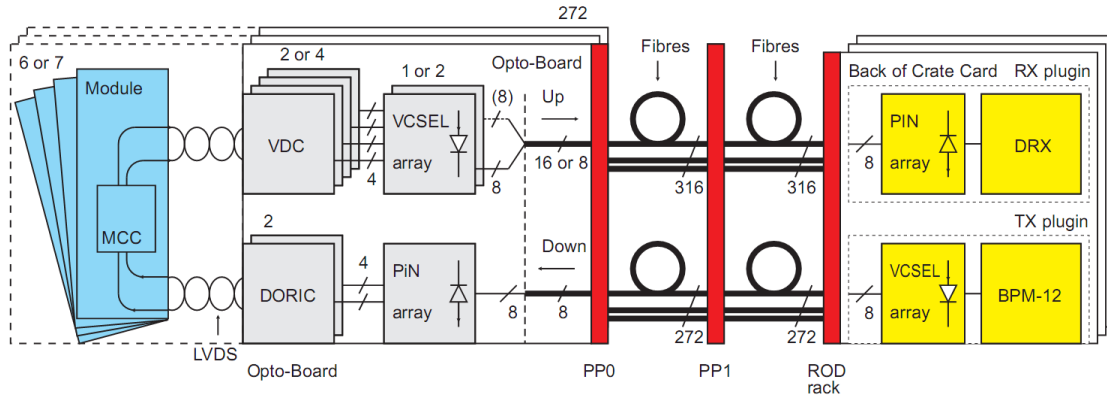 272
6 or 7
Module
MCC
LVDS
2 or 4
VDC
4
4
1 or 2
VCSEL
array
(8)
8
Opto-Board
Up
16 or 8
2
DORIC
4
4
PiN
array
8
Down
8
Opto-Board
PP0
Fibres
Fibres
316
316
272
272
PP1
ROD
rack
Back of Crate Card
RX plugin
8
PIN
array
DRX
TX plugin
8
VCSEL
array
BPM-12